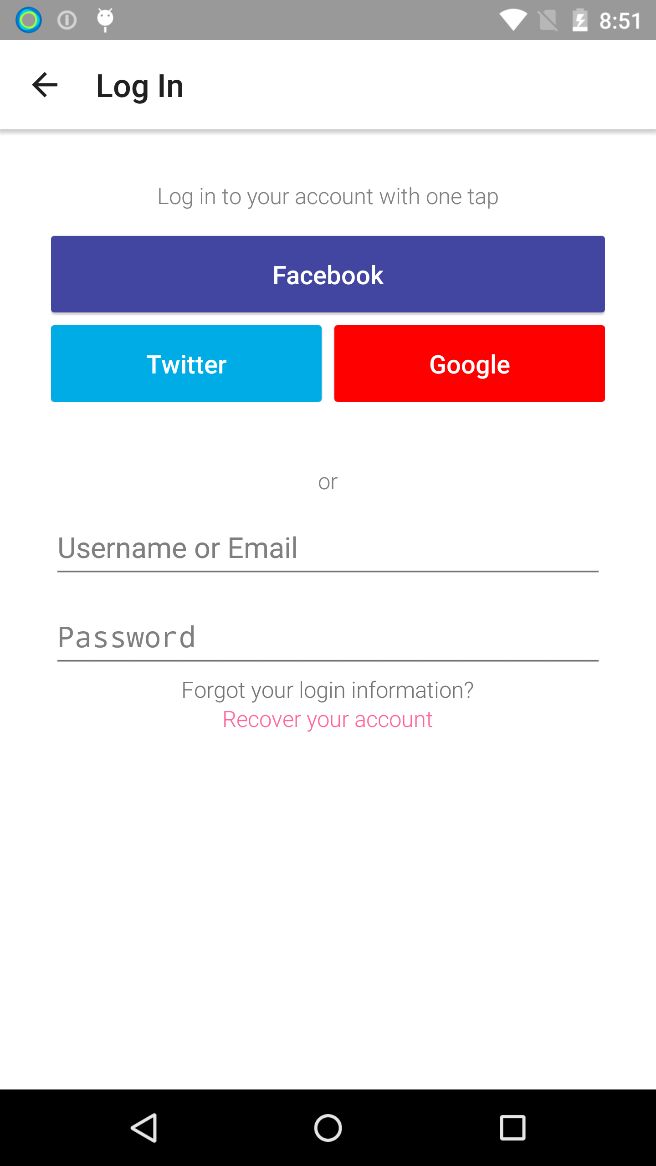 8:51
Log In
Log in to your account with one tap
Facebook
Twitter
Google
or
Username or Email
Password
Forgot your login information?
Recover your account